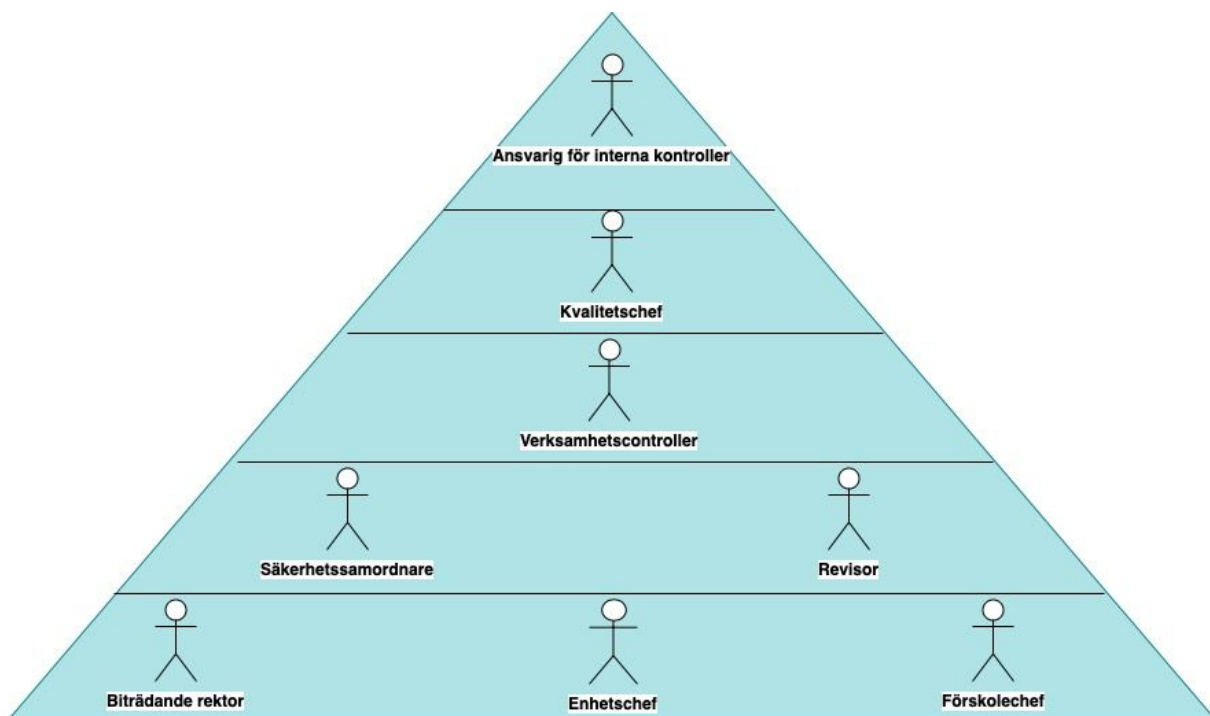 Ansvarig för interna kontroller
Kvalitetschef
Verksamhetscontroller
Säkerhetssamordnare
Revisor
Biträdande rektor
Enhetschef
Förskolechef